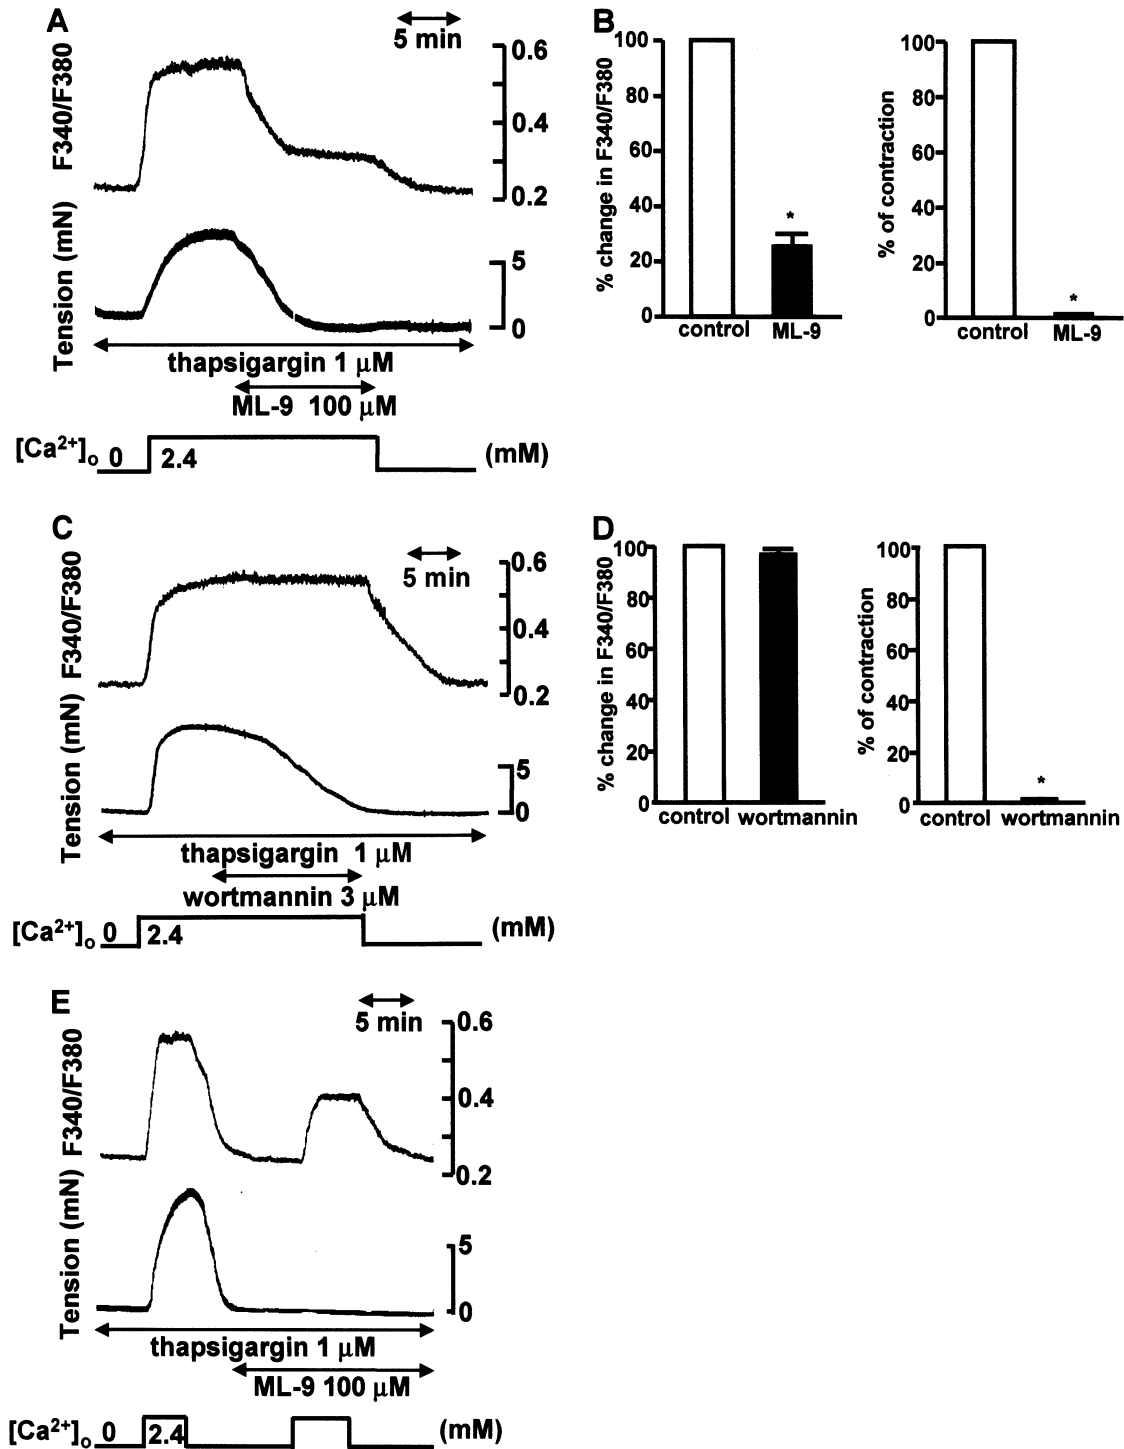 A
5 min
F340/F380
0.6
0.4
0.2
Tension (mN)
5
0
thapsigargin 1 μM
ML-9 100 μM
[Ca2+]o 0 2.4 (mM)
B
% change in F340/F380
100
80
60
40
20
0
*
control ML-9
% of contraction
100
80
60
40
20
0
*
control ML-9
C
5 min
F340/F380
0.6
0.4
0.2
Tension (mN)
5
0
thapsigargin 1 μM
wortmannin 3 μM
[Ca2+]o 0 2.4 (mM)
D
% change in F340/F380
100
80
60
40
20
0
control wortmannin
% of contraction
100
80
60
40
20
0
*
control wortmannin
E
5 min
F340/F380
0.6
0.4
0.2
Tension (mN)
5
0
thapsigargin 1 μM
ML-9 100 μM
[Ca2+]o 0 2.4 (mM)